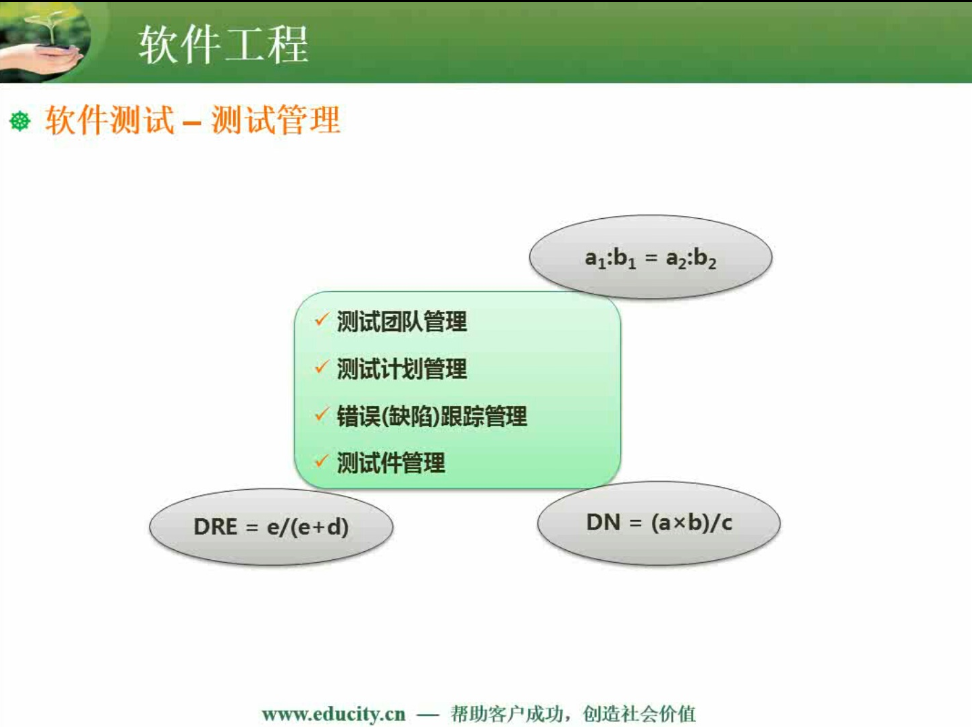 软件工程
软件测试 – 测试管理
a₁:b₁ = a₂:b₂
✓ 测试团队管理
✓ 测试计划管理
✓ 错误(缺陷)跟踪管理
✓ 测试件管理
DRE = e/(e+d)
DN = (a×b)/c
www.educity.cn — 帮助客户成功，创造社会价值